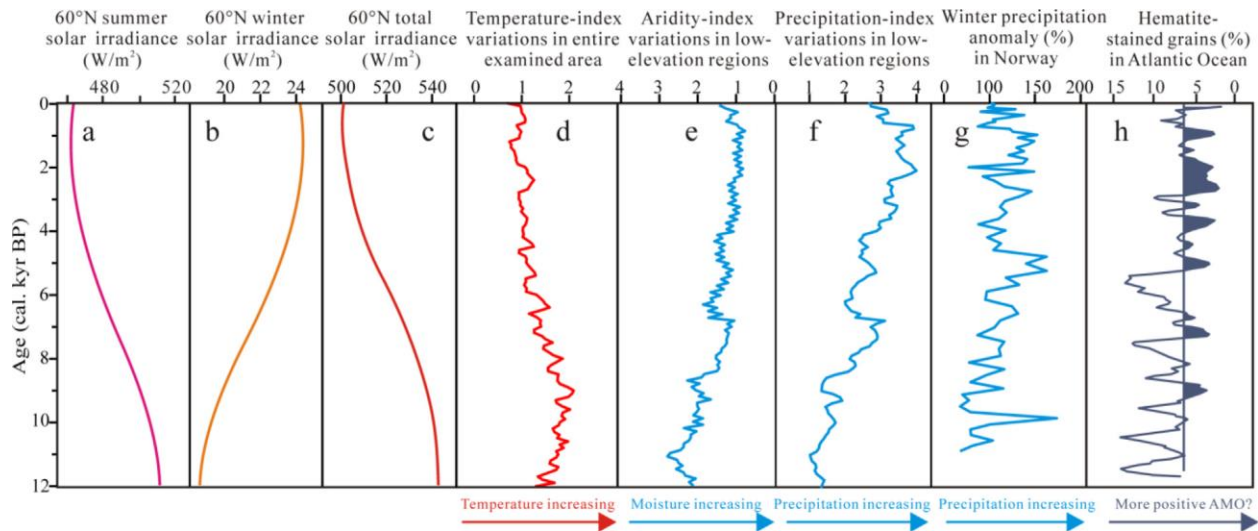 60°N summer
solar irradiance
(W/m²)
60°N winter
solar irradiance
(W/m²)
60°N total
solar irradiance
(W/m²)
Temperature-index
variations in entire
examined area
Aridity-index
variations in low-
elevation regions
Precipitation-index
variations in low-
elevation regions
Winter precipitation
anomaly (%)
in Norway
Hematite-
stained grains (%)
in Atlantic Ocean
480 520
20 22 24
500 520 540
0 1 2
4 3 2 1 0
1 2 3 4
0 50 100 150 200
15 10 5 0
a b c d e f g h
Age (cal. kyr BP)
0
2
4
6
8
10
12
Temperature increasing
Moisture increasing
Precipitation increasing
Precipitation increasing
More positive AMO?